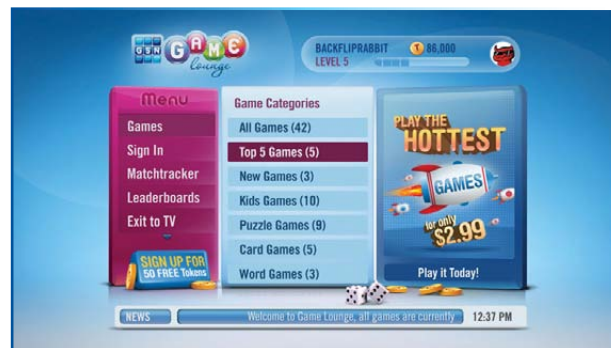 GSN GAME
Lounge
BACKFLIPRABBIT 86,000
LEVEL 5
Menu
Games
Sign In
Matchtracker
Leaderboards
Exit to TV
SIGN UP FOR
50 FREE Tokens
Game Categories
All Games (42)
Top 5 Games (5)
New Games (3)
Kids Games (10)
Puzzle Games (9)
Card Games (5)
Word Games (3)
PLAY THE
HOTTEST
GAMES
for only
$2.99
Play it Today!
NEWS Welcome to Game Lounge, all games are currently 12:37 PM